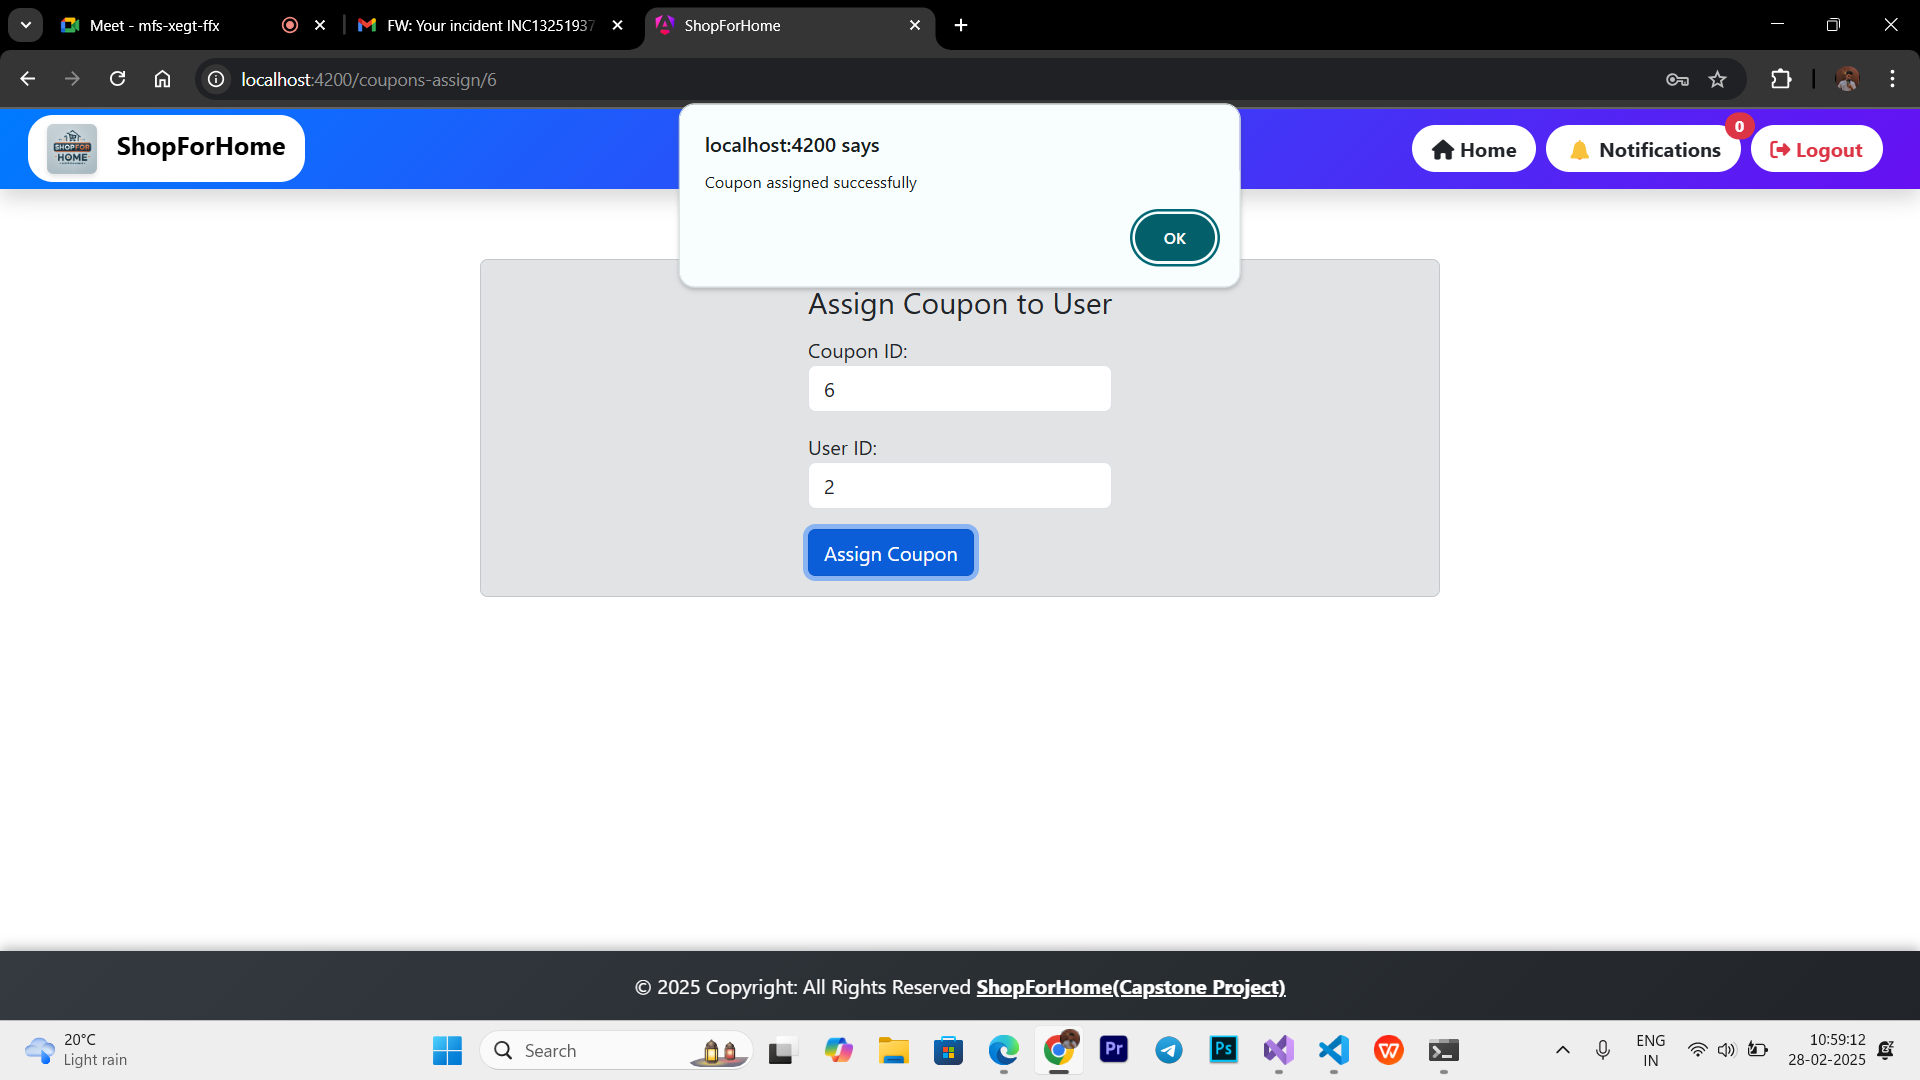 Meet - mfs-xegt-ffx
FW: Your incident INC13251937
ShopForHome
localhost:4200/coupons-assign/6
SHOPFOR
HOME
ShopForHome
localhost:4200 says
Coupon assigned successfully
OK
Home
Notifications
0
Logout
Assign Coupon to User
Coupon ID:
6
User ID:
2
Assign Coupon
© 2025 Copyright: All Rights Reserved ShopForHome(Capstone Project)
20°C
Light rain
Search
Pr
Ps
ENG
IN
10:59:12
28-02-2025